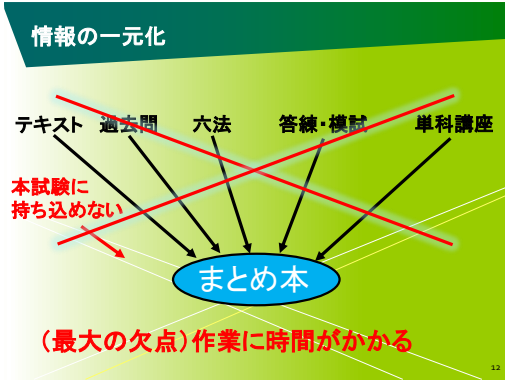 情報の一元化
テキスト 過去問 六法 答練・模試 単科講座
本試験に
持ち込めない
まとめ本
（最大の欠点）作業に時間がかかる
12